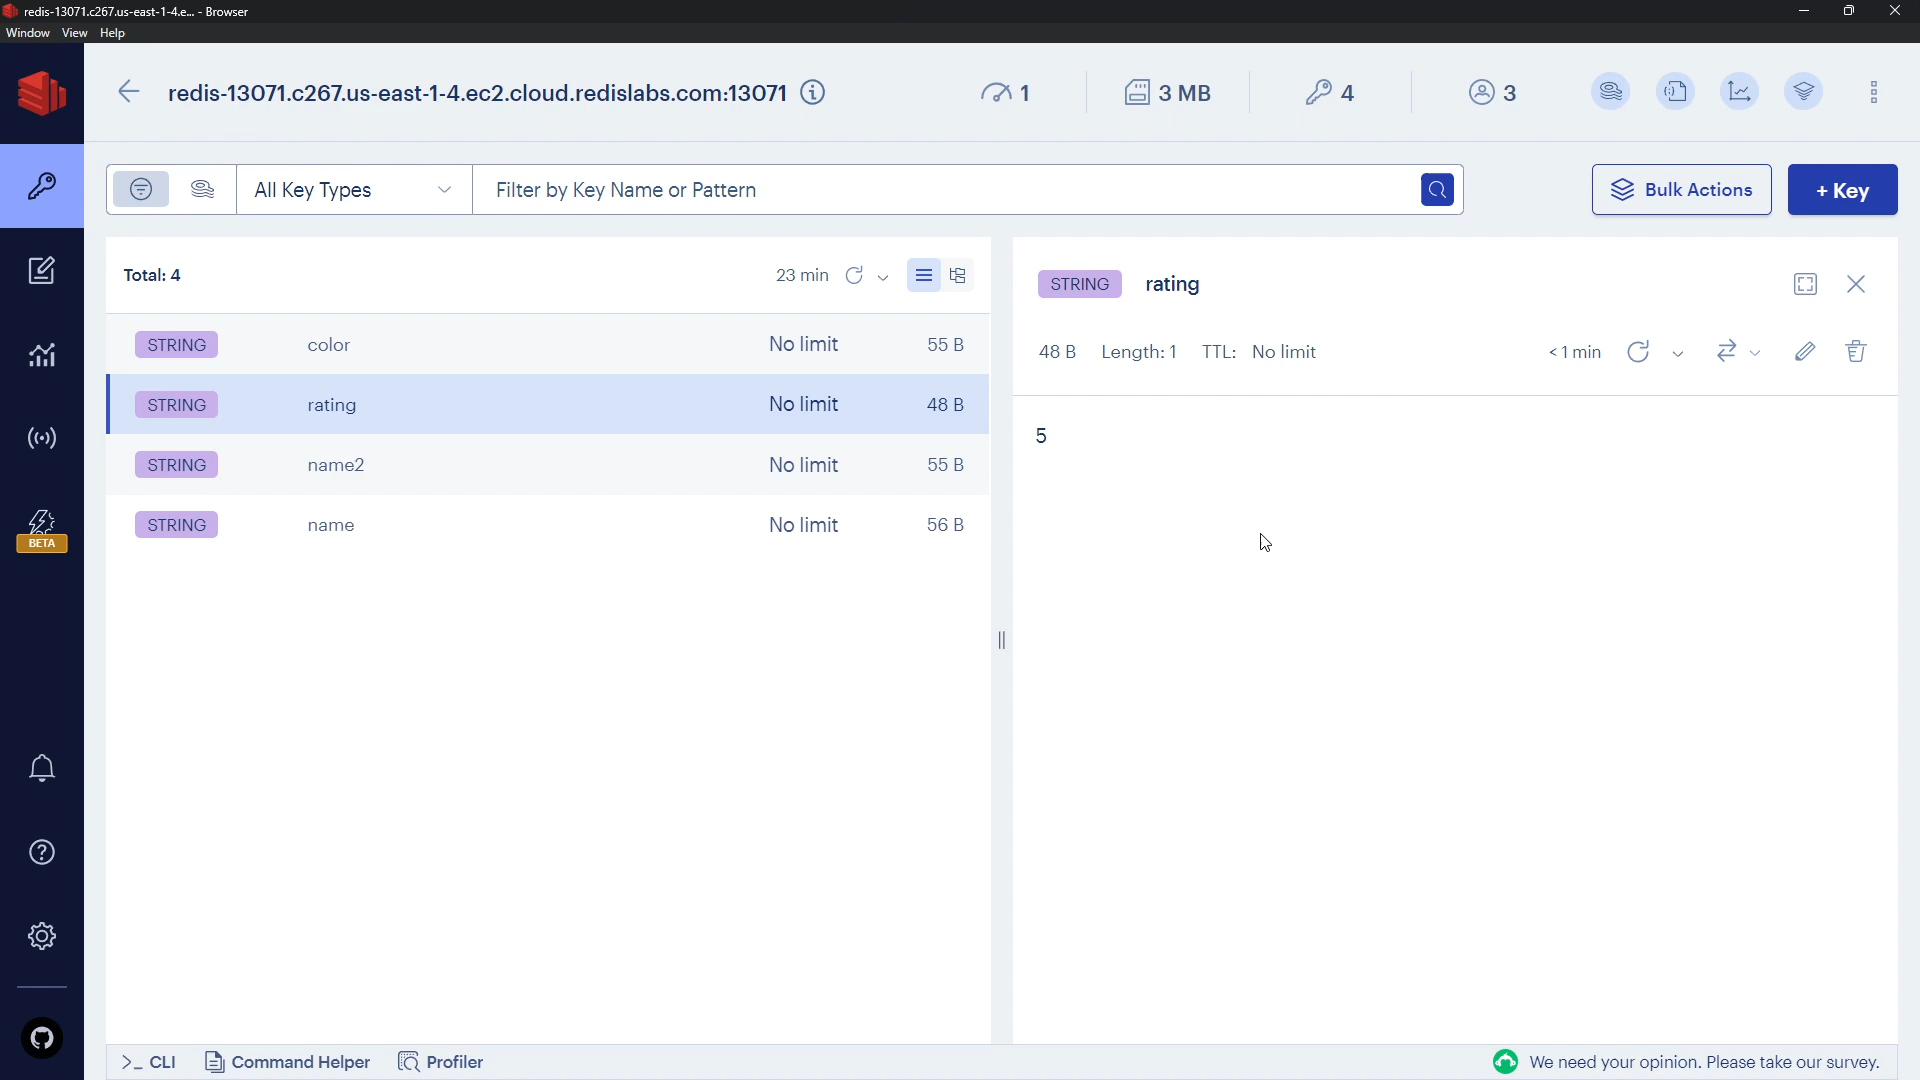 redis-13071.c267.us-east-1-4.e... - Browser
Window View Help
redis-13071.c267.us-east-1-4.ec2.cloud.redislabs.com:13071 1 3 MB 4 3
All Key Types Filter by Key Name or Pattern Bulk Actions + Key
Total: 4 23 min
STRING color No limit 55 B
STRING rating No limit 48 B
STRING name2 No limit 55 B
STRING name No limit 56 B
STRING rating
48 B Length: 1 TTL: No limit < 1 min
5
BETA
>_ CLI Command Helper Profiler We need your opinion. Please take our survey.